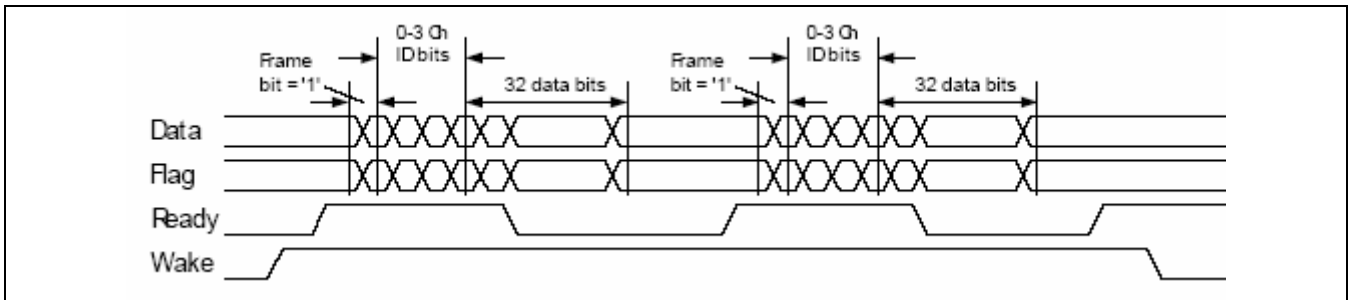 0-3 Ch
ID bits
Frame
bit = '1'
32 data bits
0-3 Ch
ID bits
Frame
bit = '1'
32 data bits
Data
Flag
Ready
Wake